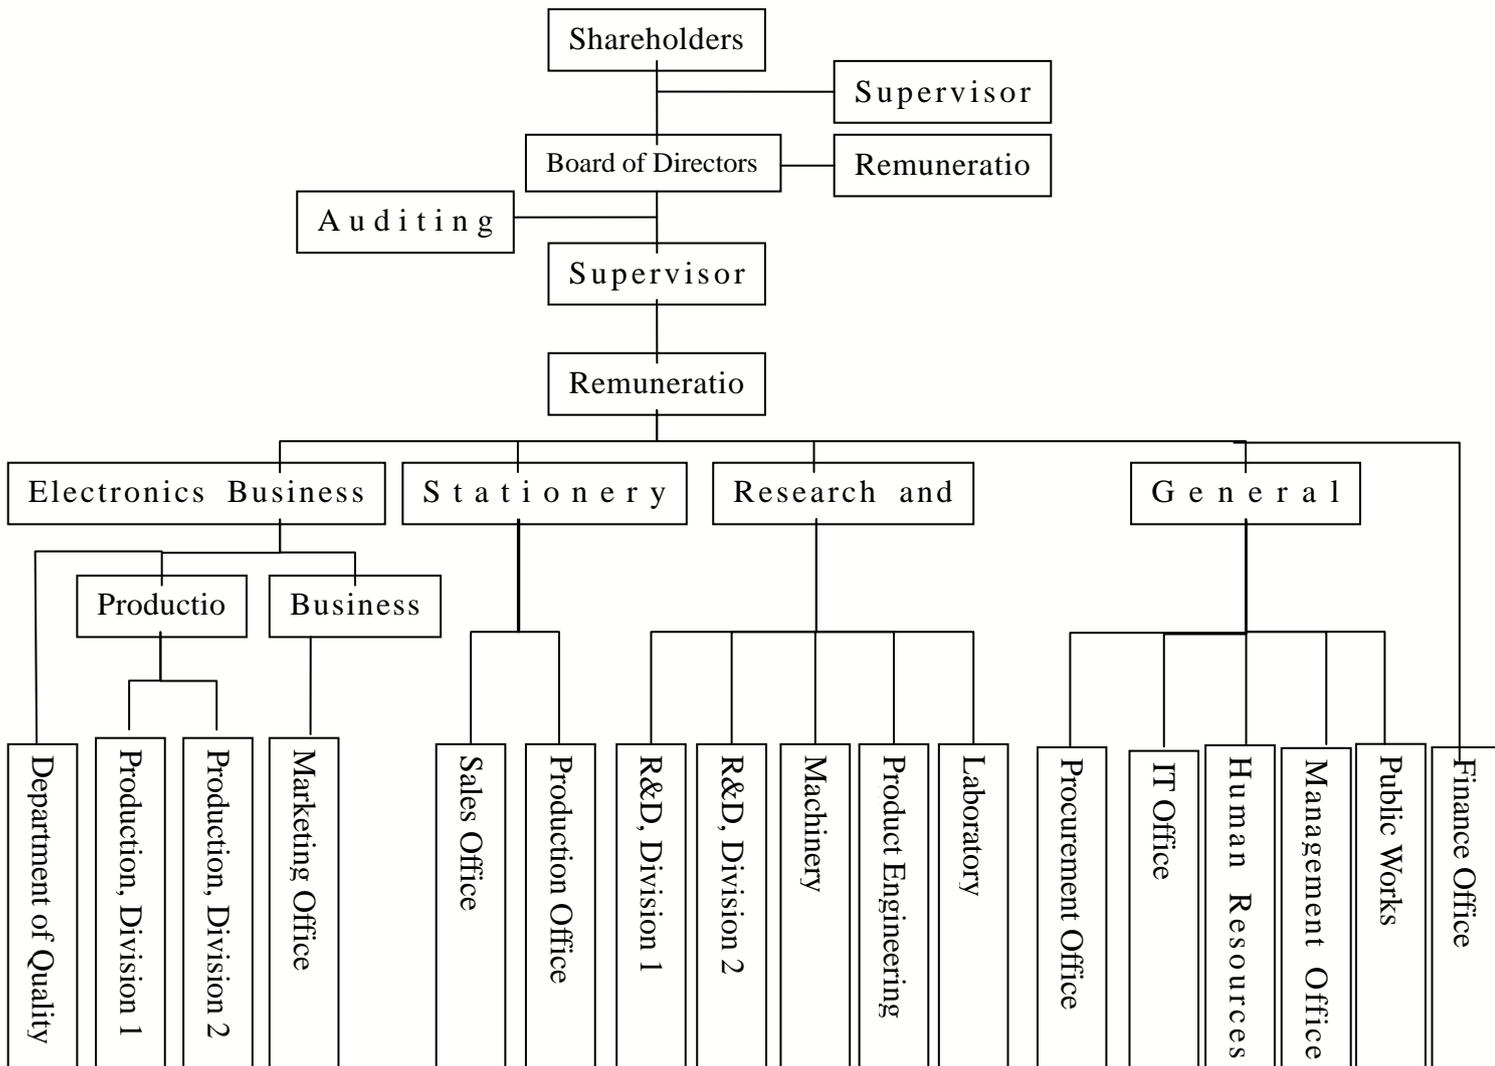 Shareholders
Supervisor
Board of Directors
Remuneratio
Auditing
Supervisor
Remuneratio
Electronics Business
Stationery
Research and
General
Productio
Business
Department of Quality
Production, Division 1
Production, Division 2
Marketing Office
Sales Office
Production Office
R&D, Division 1
R&D, Division 2
Machinery
Product Engineering
Laboratory
Procurement Office
IT Office
Human Resources
Management Office
Public Works
Finance Office